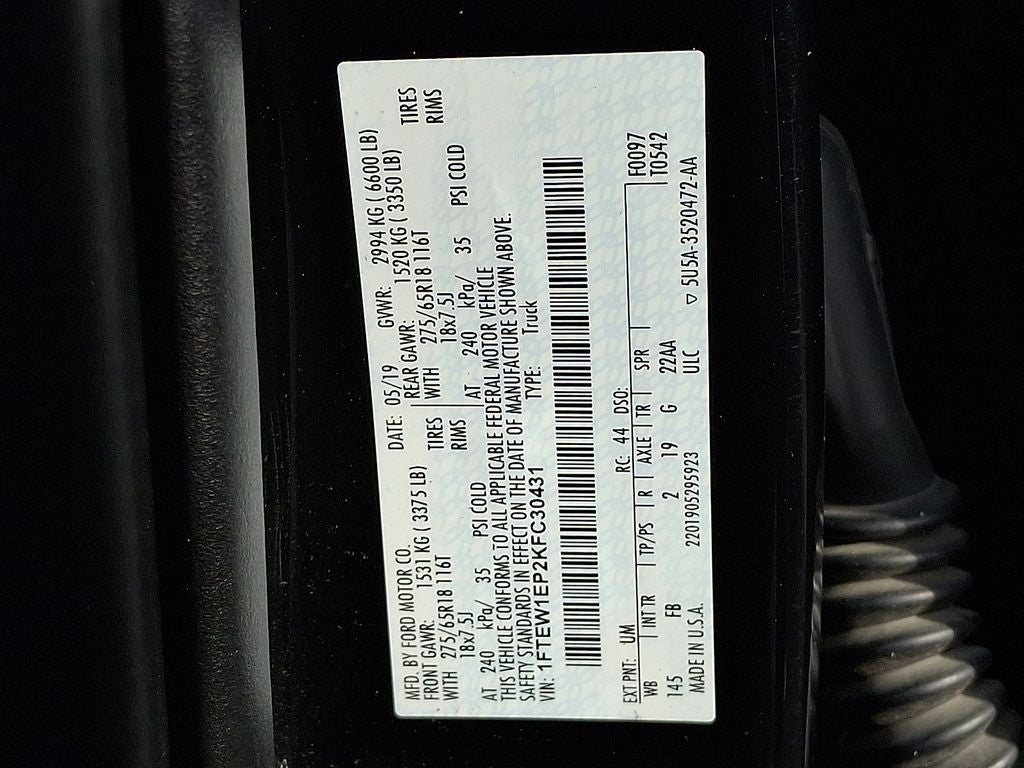 MFD. BY FORD MOTOR CO. DATE: 05/19 GVWR: 2994 KG ( 6600 LB)
FRONT GAWR: 1531 KG ( 3375 LB) REAR GAWR: 1520 KG ( 3350 LB)
WITH 275/65R18 116T TIRES WITH 275/65R18 116T TIRES
18x7.5J RIMS 18x7.5J RIMS
AT 240 kPa/ 35 PSI COLD AT 240 kPa/ 35 PSI COLD
THIS VEHICLE CONFORMS TO ALL APPLICABLE FEDERAL MOTOR VEHICLE
SAFETY STANDARDS IN EFFECT ON THE DATE OF MANUFACTURE SHOWN ABOVE.
VIN: 1FTEW1EP2KFC30431 TYPE: Truck
EXT PNT: UM RC: 44 DSO: F0097
WB INT TR TP/PS R AXLE TR SPR T0542
145 FB 2 19 G 22AA
MADE IN U.S.A. 2201905295923 ULC ▽ 5U5A-3520472-AA